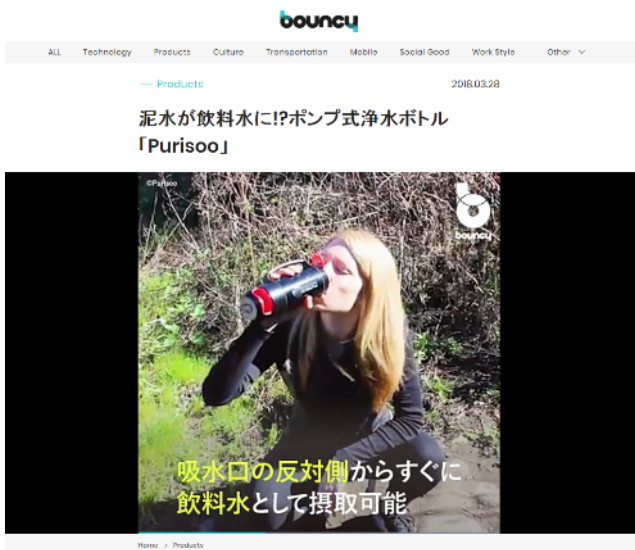 bouncy
ALL Technology Products Culture Transportation Mobile Social Good Work Style Other
Products 2018.03.28
泥水が飲料水に!?ポンプ式浄水ボトル
「Purisoo」
©Purisoo
bouncy
吸水口の反対側からすぐに
飲料水として摂取可能
Home › Products